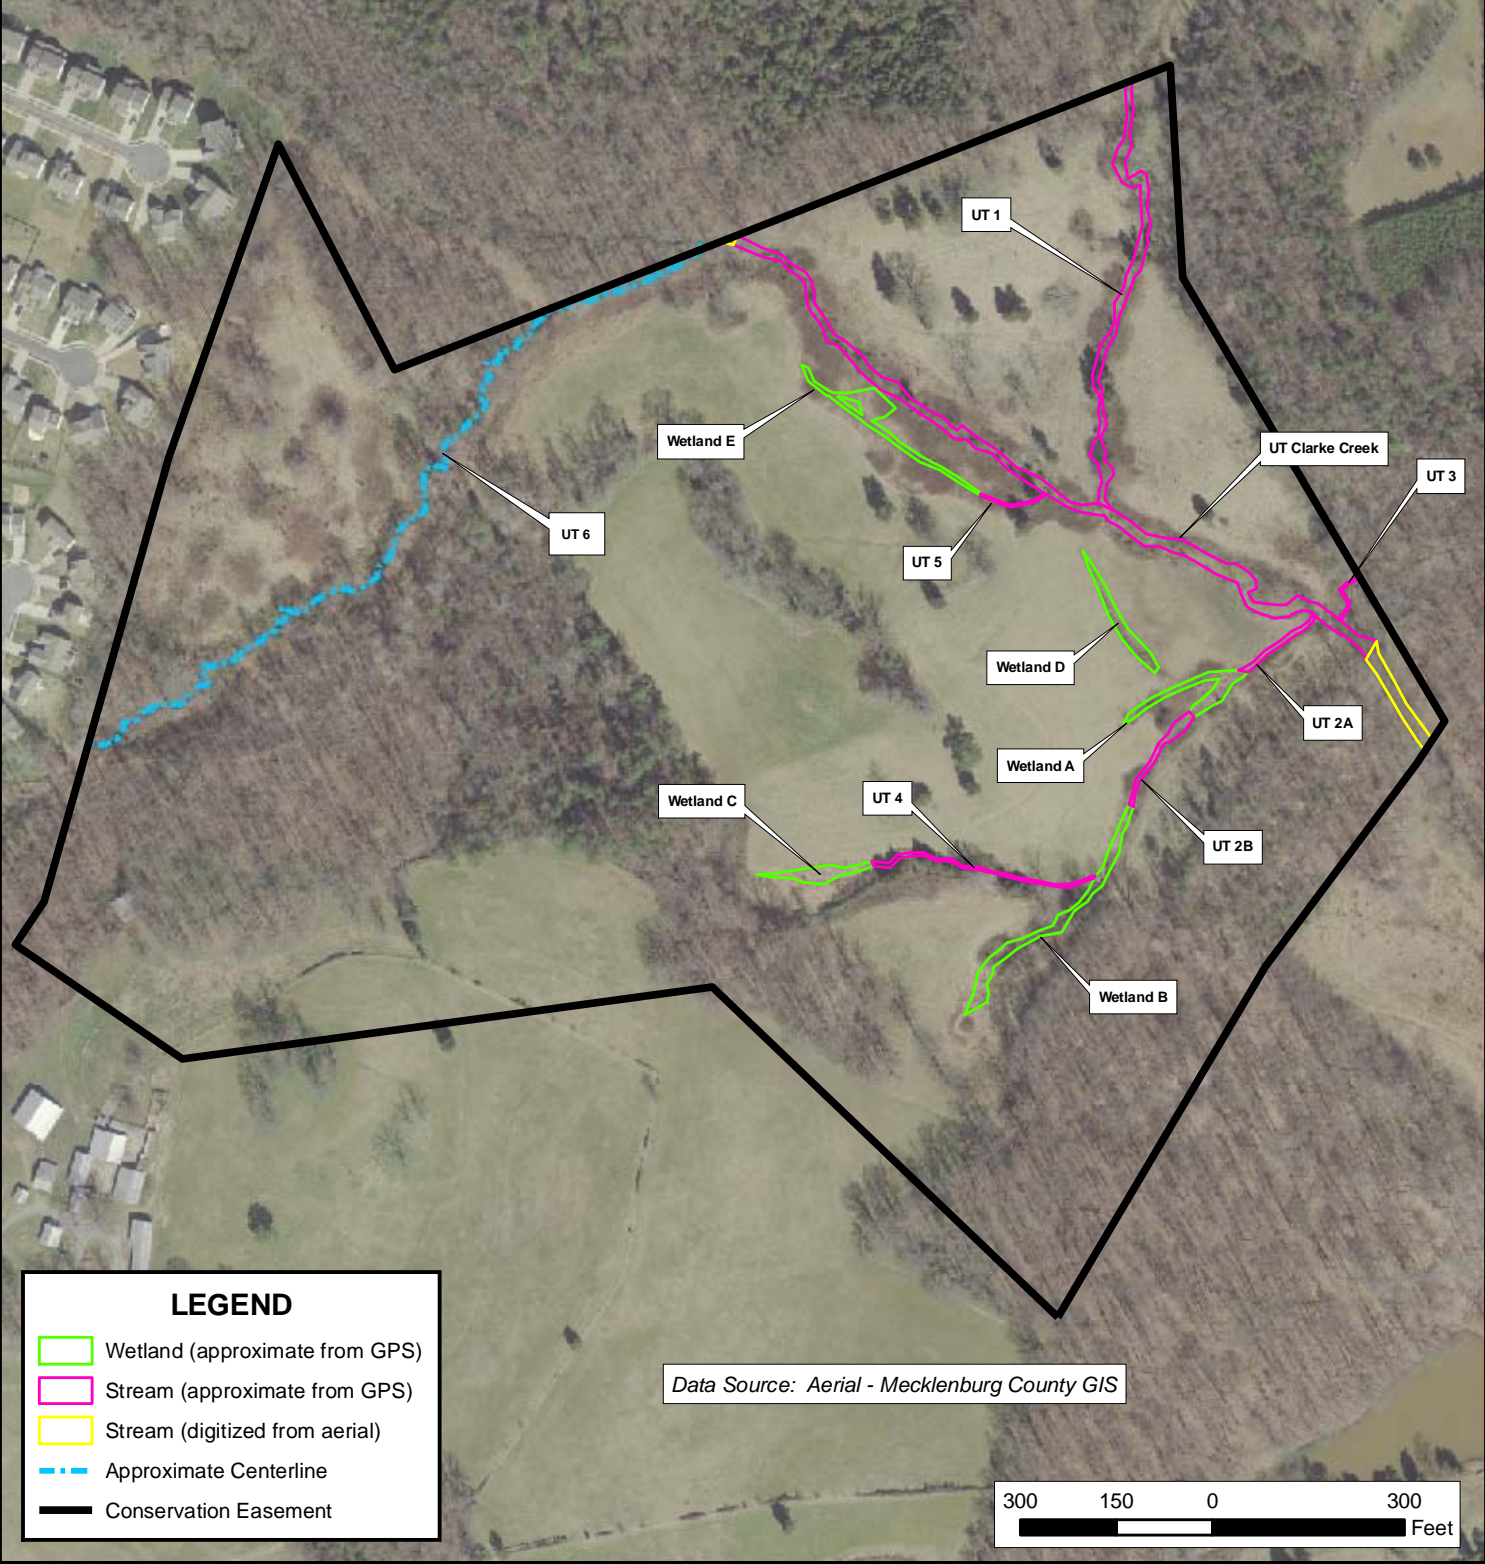 UT 1
Wetland E
UT Clarke Creek
UT 3
UT 6
UT 5
Wetland D
UT 2A
Wetland A
Wetland C
UT 4
UT 2B
Wetland B
LEGEND
Wetland (approximate from GPS)
Stream (approximate from GPS)
Stream (digitized from aerial)
Approximate Centerline
Conservation Easement
Data Source: Aerial - Mecklenburg County GIS
300 150 0 300
Feet